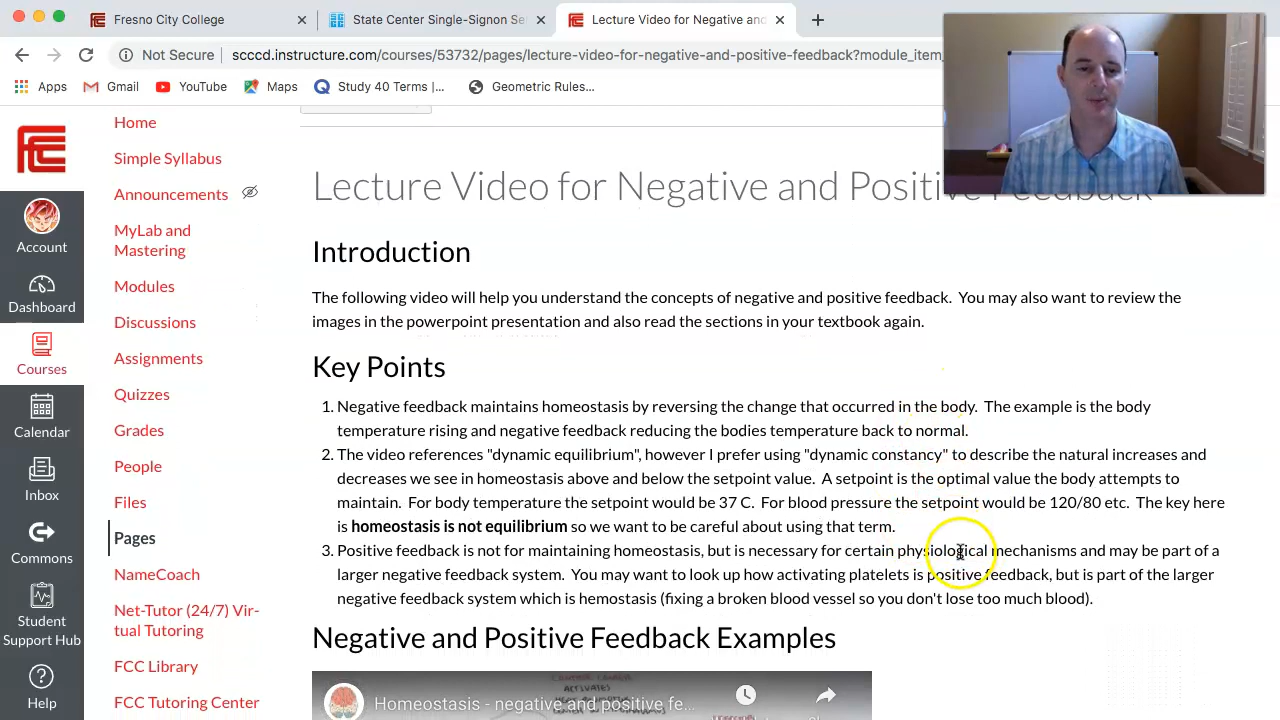 Fresno City College
State Center Single-Signon Se
Lecture Video for Negative and
Not Secure
scccd.instructure.com/courses/53732/pages/lecture-video-for-negative-and-positive-feedback?module_item_
Apps
Gmail
YouTube
Maps
Study 40 Terms |...
Geometric Rules...
Account
Dashboard
Courses
Calendar
Inbox
Commons
Student
Support Hub
Help
Home
Simple Syllabus
Announcements
MyLab and
Mastering
Modules
Discussions
Assignments
Quizzes
Grades
People
Files
Pages
NameCoach
Net-Tutor (24/7) Vir-
tual Tutoring
FCC Library
FCC Tutoring Center
Lecture Video for Negative and Positive Feedback
Introduction
The following video will help you understand the concepts of negative and positive feedback.  You may also want to review the
images in the powerpoint presentation and also read the sections in your textbook again.
Key Points
1. Negative feedback maintains homeostasis by reversing the change that occurred in the body.  The example is the body
temperature rising and negative feedback reducing the bodies temperature back to normal.
2. The video references "dynamic equilibrium", however I prefer using "dynamic constancy" to describe the natural increases and
decreases we see in homeostasis above and below the setpoint value.  A setpoint is the optimal value the body attempts to
maintain.  For body temperature the setpoint would be 37 C.  For blood pressure the setpoint would be 120/80 etc.  The key here
is homeostasis is not equilibrium so we want to be careful about using that term.
3. Positive feedback is not for maintaining homeostasis, but is necessary for certain physiological mechanisms and may be part of a
larger negative feedback system.  You may want to look up how activating platelets is positive feedback, but is part of the larger
negative feedback system which is hemostasis (fixing a broken blood vessel so you don't lose too much blood).
Negative and Positive Feedback Examples
Homeostasis - negative and positive fe...
ACTIVATES